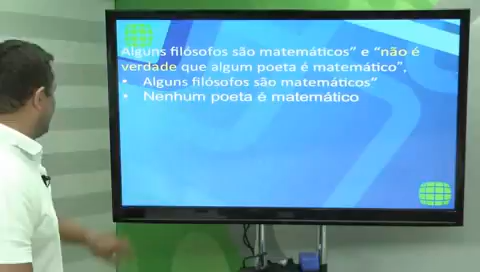 Alguns filósofos são matemáticos” e “não é
verdade que algum poeta é matemático”,
• Alguns filósofos são matemáticos”
• Nenhum poeta é matemático